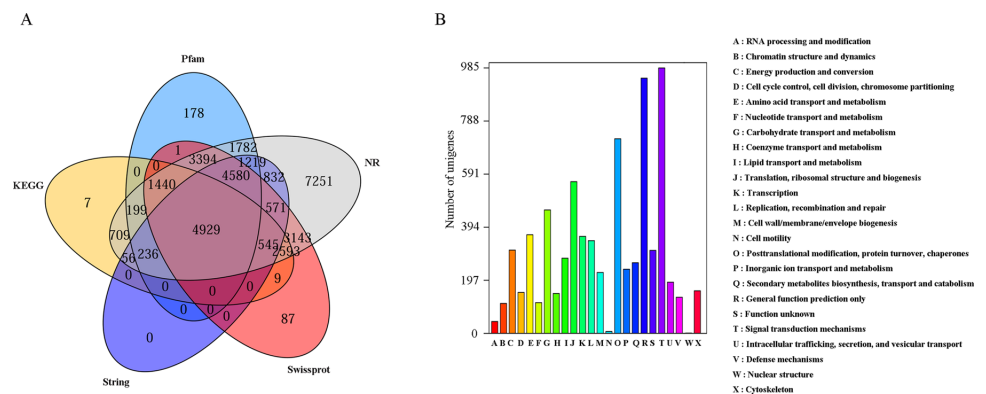 A
Pfam
178
1
1782
NR
0
0
3394
1219
KEGG
1440
4580
832
7251
7
199
571
709
4929
545
3143
56
236
2593
0
0
0
0
9
0
0
0
0
87
String
Swissprot
B
Number of unigenes
985
788
591
394
197
0
A B C D E F G H I J K L M N O P Q R S T U V W X
A : RNA processing and modification
B : Chromatin structure and dynamics
C : Energy production and conversion
D : Cell cycle control, cell division, chromosome partitioning
E : Amino acid transport and metabolism
F : Nucleotide transport and metabolism
G : Carbohydrate transport and metabolism
H : Coenzyme transport and metabolism
I : Lipid transport and metabolism
J : Translation, ribosomal structure and biogenesis
K : Transcription
L : Replication, recombination and repair
M : Cell wall/membrane/envelope biogenesis
N : Cell motility
O : Posttranslational modification, protein turnover, chaperones
P : Inorganic ion transport and metabolism
Q : Secondary metabolites biosynthesis, transport and catabolism
R : General function prediction only
S : Function unknown
T : Signal transduction mechanisms
U : Intracellular trafficking, secretion, and vesicular transport
V : Defense mechanisms
W : Nuclear structure
X : Cytoskeleton